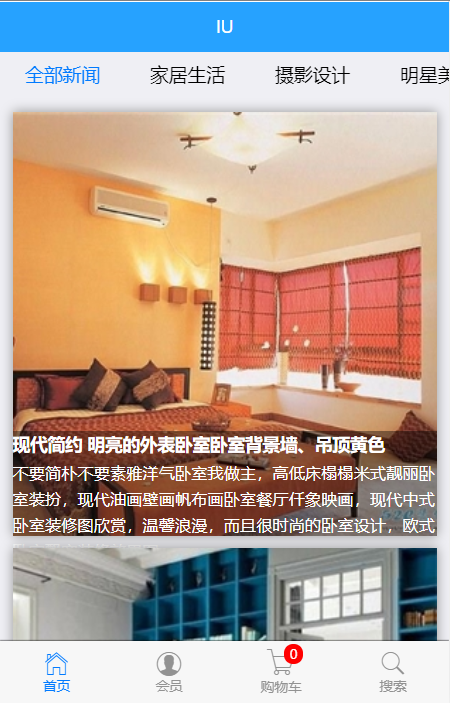 IU
全部新闻 家居生活 摄影设计 明星美
现代简约 明亮的外表卧室卧室背景墙、吊顶黄色
不要简朴不要素雅洋气卧室我做主，高低床榻榻米式靓丽卧
室装扮，现代油画壁画帆布画卧室餐厅仟象映画，现代中式
卧室装修图欣赏，温馨浪漫，而且很时尚的卧室设计，欧式
0
首页 会员 购物车 搜索